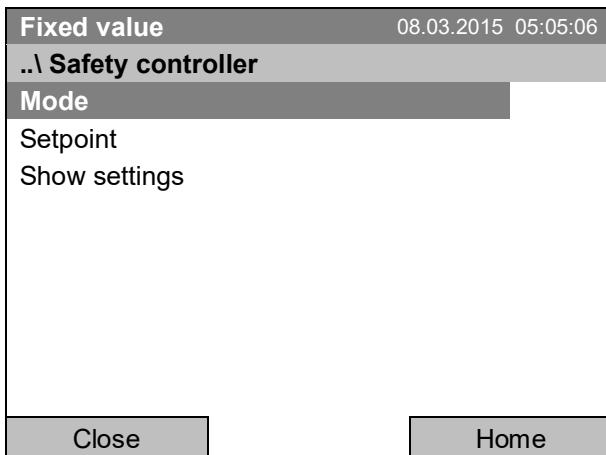 Fixed value 08.03.2015 05:05:06
..\ Safety controller
Mode
Setpoint
Show settings
Close Home